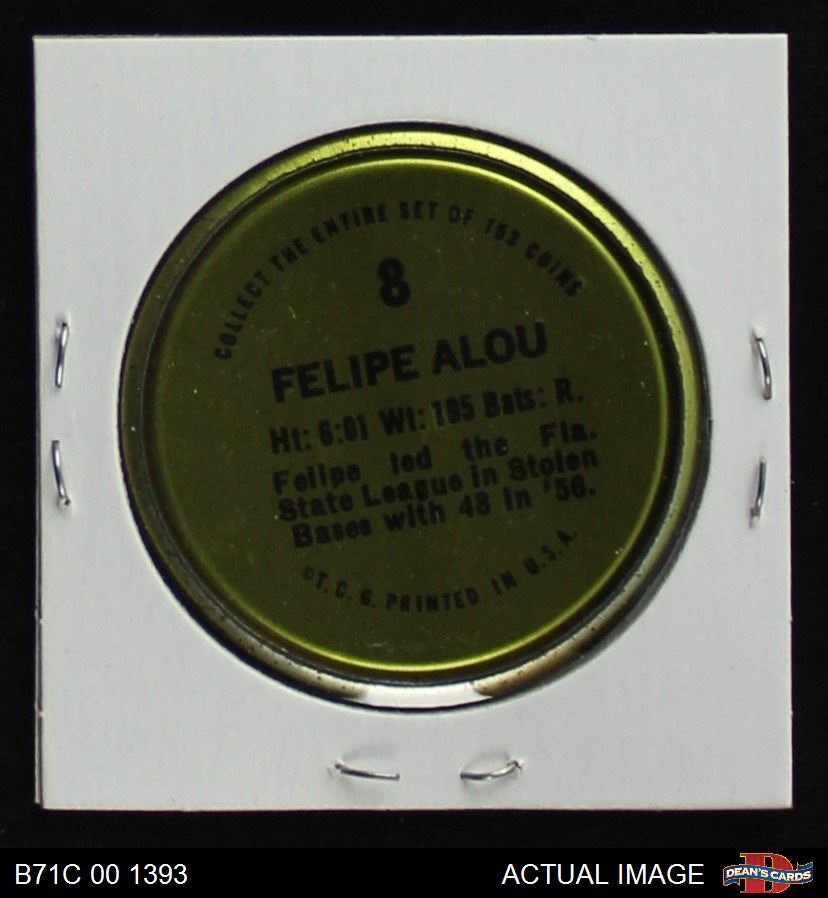 COLLECT THE ENTIRE SET OF 153 COINS
8
FELIPE ALOU
Ht: 6:01 Wt: 195 Bats: R.
Felipe led the Fla.
State League in Stolen
Bases with 48 in '56.
©T. C. G. PRINTED IN U.S.A.
B71C 00 1393
ACTUAL IMAGE
DEAN'S CARDS